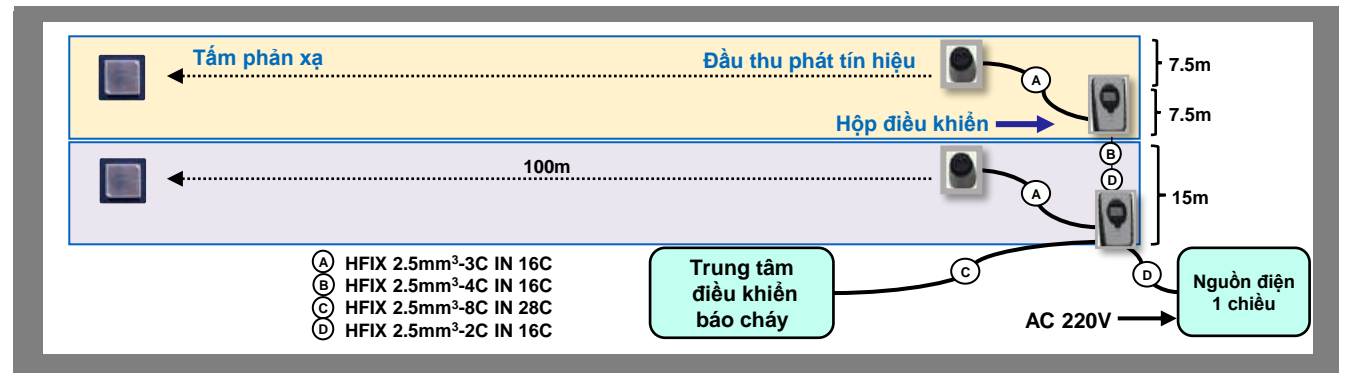 Tấm phản xạ
Đầu thu phát tín hiệu
A
7.5m
Hộp điều khiển
7.5m
B
100m
D
A
15m
A HFIX 2.5mm³-3C IN 16C
B HFIX 2.5mm³-4C IN 16C
C HFIX 2.5mm³-8C IN 28C
D HFIX 2.5mm³-2C IN 16C
Trung tâm
điều khiển
báo cháy
C
D
Nguồn điện
1 chiều
AC 220V